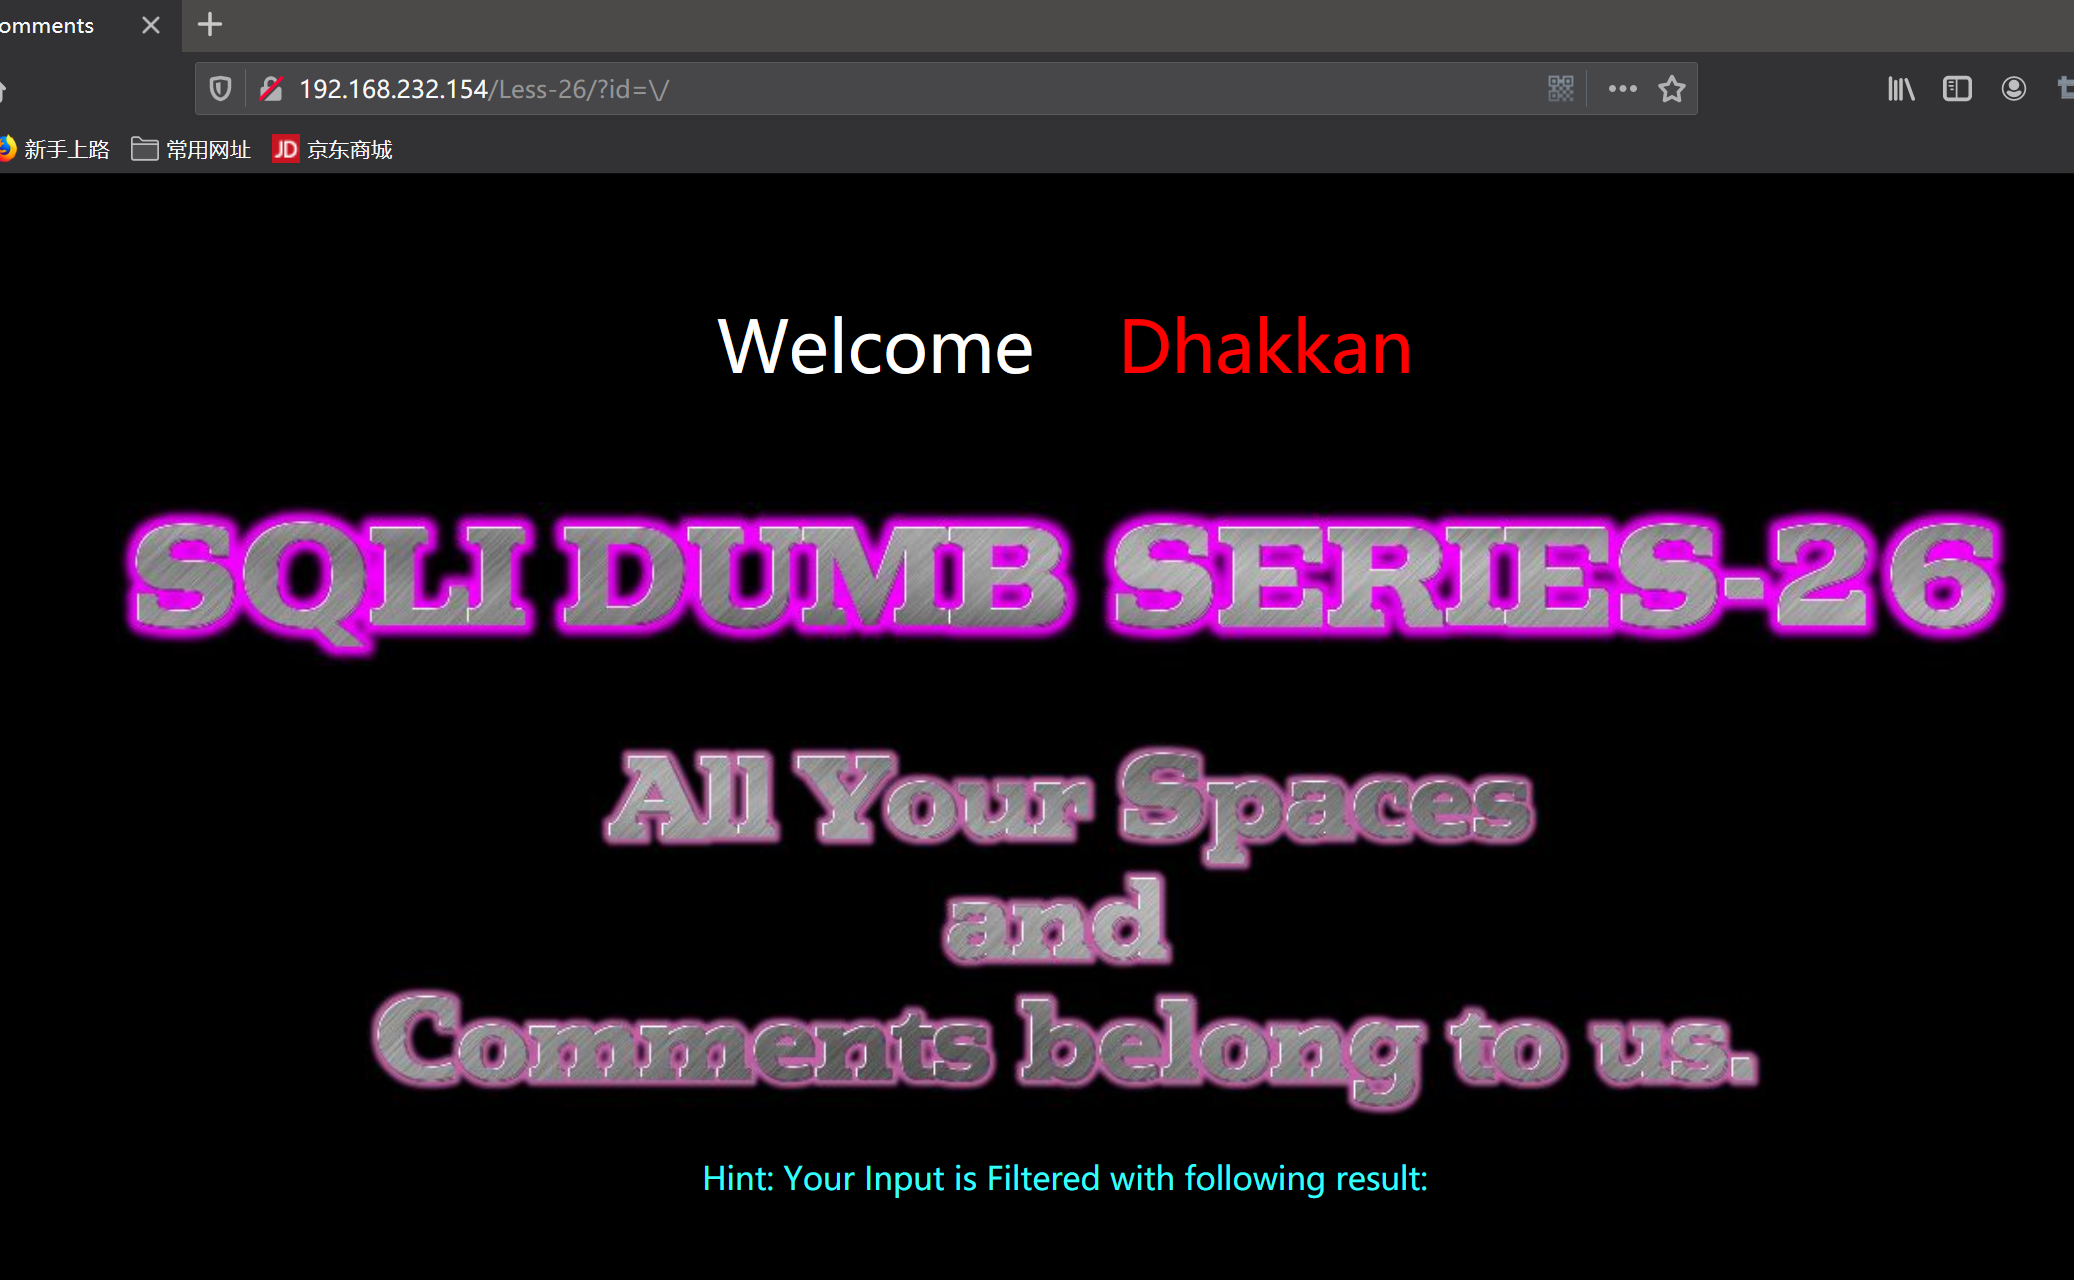 omments
192.168.232.154/Less-26/?id=\/
新手上路 常用网址 JD 京东商城
Welcome Dhakkan
SQLI DUMB SERIES-26
All Your Spaces
and
Comments belong to us.
Hint: Your Input is Filtered with following result: